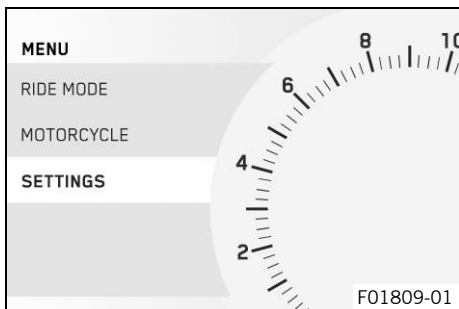 MENU
RIDE MODE
MOTORCYCLE
SETTINGS
2
4
6
8
10
F01809-01